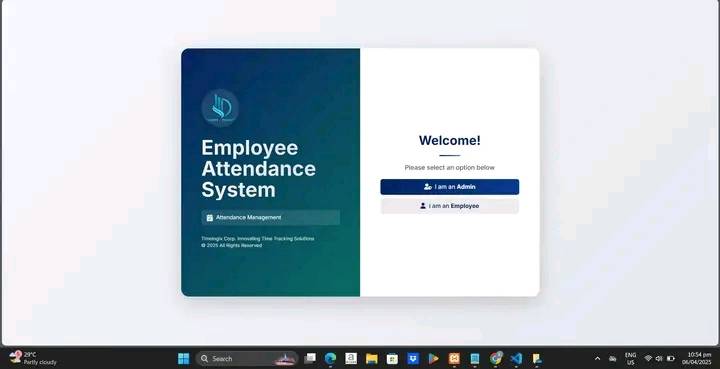 Employee
Attendance
System
Attendance Management
Timelogix Corp. Innovating Time Tracking Solutions
© 2025 All Rights Reserved
Welcome!
Please select an option below
I am an Admin
I am an Employee
29°C
Partly cloudy
Search
ENG
US
10:54 pm
06/04/2025